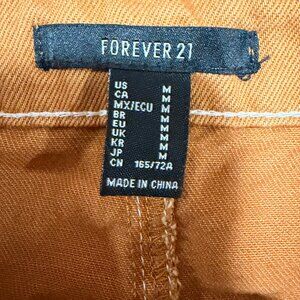 FOREVER 21
US M
CA M
MX/ECU M
BR M
EU M
UK M
KR M
JP M
CN 165/72A
MADE IN CHINA